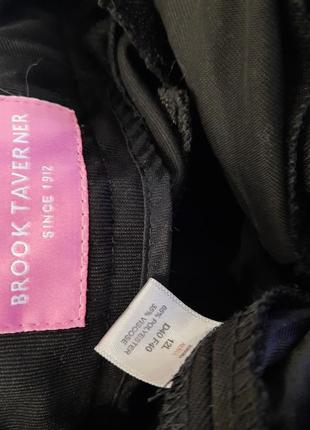 BROOK TAVERNER
SINCE 1912
12L
D40 F40
68% POLYESTER
30% VISCOSE